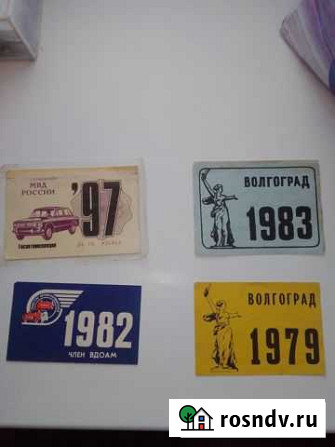 МВД
РОССИИ
'97
Госавтоинспекция
ВОЛГОГРАД
1983
1982
ЧЛЕН ВДОАМ
ВОЛГОГРАД
1979
rosndv.ru